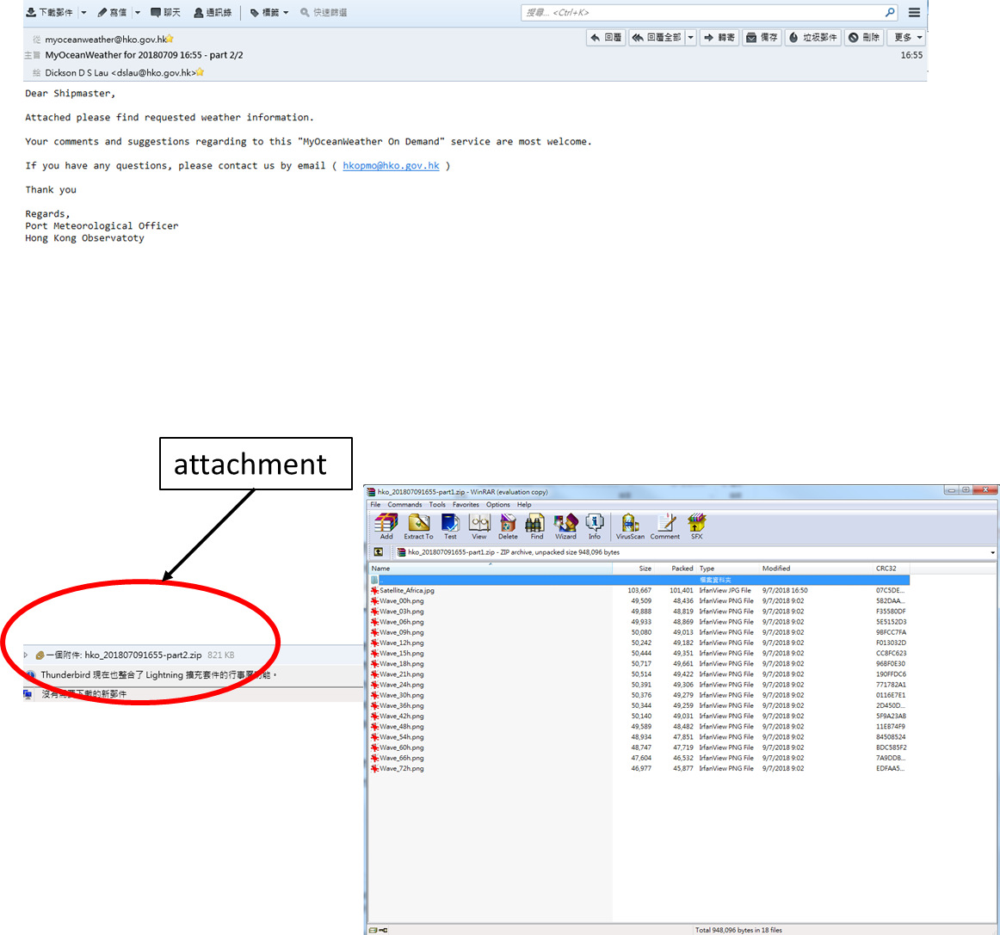 下載郵件 寫信 聊天 通訊錄 標籤 快速篩選 搜尋... <Ctrl+K>
從 myoceanweather@hko.gov.hk 回覆 回覆全部 轉寄 備存 垃圾郵件 刪除 更多
主旨 MyOceanWeather for 20180709 16:55 - part 2/2 16:55
給 Dickson D S Lau <dslau@hko.gov.hk>
Dear Shipmaster,
Attached please find requested weather information.
Your comments and suggestions regarding to this "MyOceanWeather On Demand" service are most welcome.
If you have any questions, please contact us by email ( hkopmo@hko.gov.hk )
Thank you
Regards,
Port Meteorological Officer
Hong Kong Observatoty
attachment
一個附件: hko_201807091655-part2.zip 821 KB
Thunderbird 現在也整合了 Lightning 擴充套件的行事曆功能。
沒有需要下載的新郵件
hko_201807091655-part1.zip - WinRAR (evaluation copy)
File Commands Tools Favorites Options Help
Add Extract To Test View Delete Find Wizard Info VirusScan Comment SFX
hko_201807091655-part1.zip - ZIP archive, unpacked size 948,096 bytes
Name Size Packed Type Modified CRC32
.. 檔案資料夾
Satellite_Africa.jpg 103,667 101,401 IrfanView JPG File 9/7/2018 16:50 07C5DE...
Wave_00h.png 49,509 48,436 IrfanView PNG File 9/7/2018 9:02 5B2DAA...
Wave_03h.png 49,888 48,819 IrfanView PNG File 9/7/2018 9:02 F35580DF
Wave_06h.png 49,933 48,869 IrfanView PNG File 9/7/2018 9:02 5E5152D3
Wave_09h.png 50,080 49,013 IrfanView PNG File 9/7/2018 9:02 9BFCC7FA
Wave_12h.png 50,242 49,182 IrfanView PNG File 9/7/2018 9:02 F013032D
Wave_15h.png 50,444 49,351 IrfanView PNG File 9/7/2018 9:02 CC8FC623
Wave_18h.png 50,717 49,661 IrfanView PNG File 9/7/2018 9:02 96BF0E30
Wave_21h.png 50,514 49,422 IrfanView PNG File 9/7/2018 9:02 190FFDC6
Wave_24h.png 50,391 49,306 IrfanView PNG File 9/7/2018 9:02 771782A1
Wave_30h.png 50,376 49,279 IrfanView PNG File 9/7/2018 9:02 0116E7E1
Wave_36h.png 50,344 49,259 IrfanView PNG File 9/7/2018 9:02 2D450D...
Wave_42h.png 50,140 49,031 IrfanView PNG File 9/7/2018 9:02 5F9A23AB
Wave_48h.png 49,589 48,482 IrfanView PNG File 9/7/2018 9:02 11EB74F9
Wave_54h.png 48,934 47,851 IrfanView PNG File 9/7/2018 9:02 84508524
Wave_60h.png 48,747 47,719 IrfanView PNG File 9/7/2018 9:02 BDC585F2
Wave_66h.png 47,604 46,532 IrfanView PNG File 9/7/2018 9:02 7A9DDB...
Wave_72h.png 46,977 45,877 IrfanView PNG File 9/7/2018 9:02 EDFAA5...
Total 948,096 bytes in 18 files